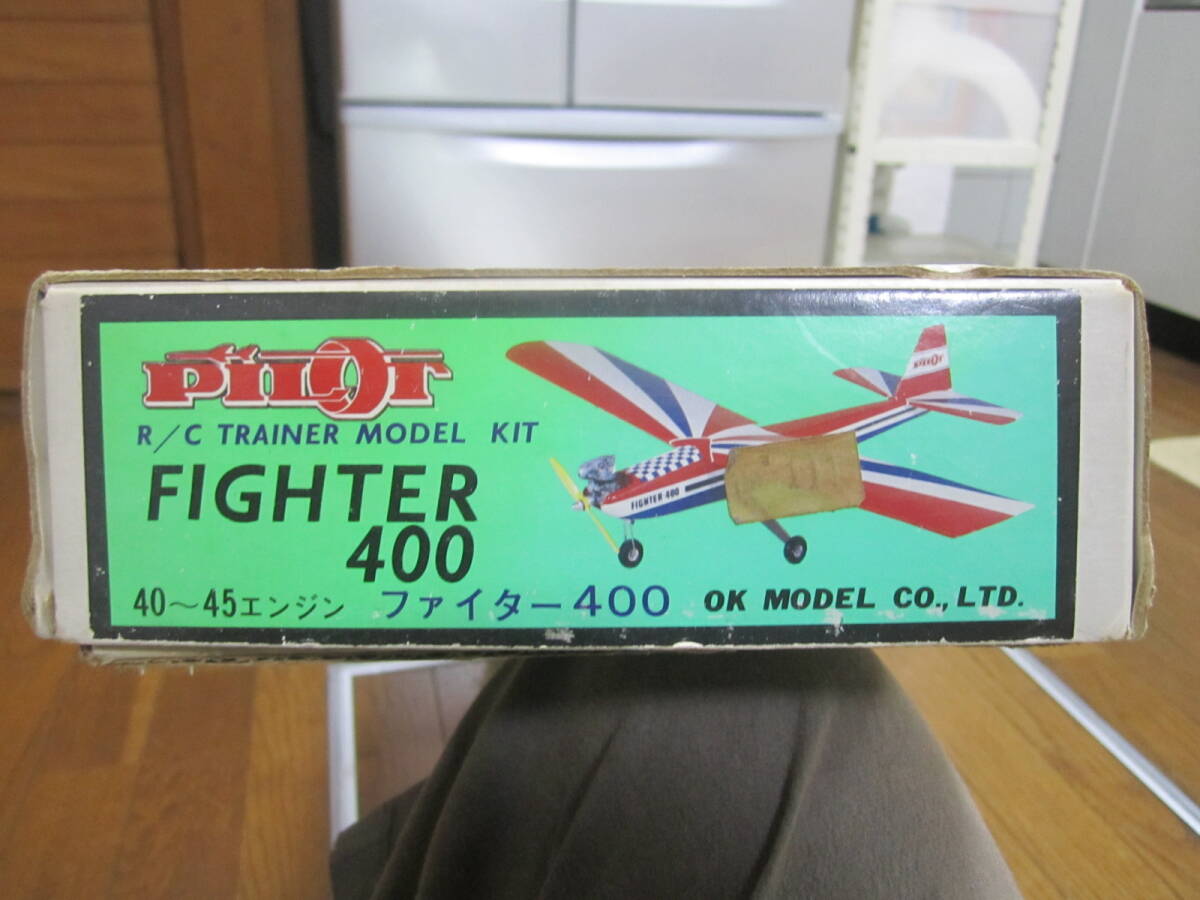 PILOT
R/C TRAINER MODEL KIT
FIGHTER
400
40～45エンジン ファイター400 OK MODEL CO., LTD.
FIGHTER 400